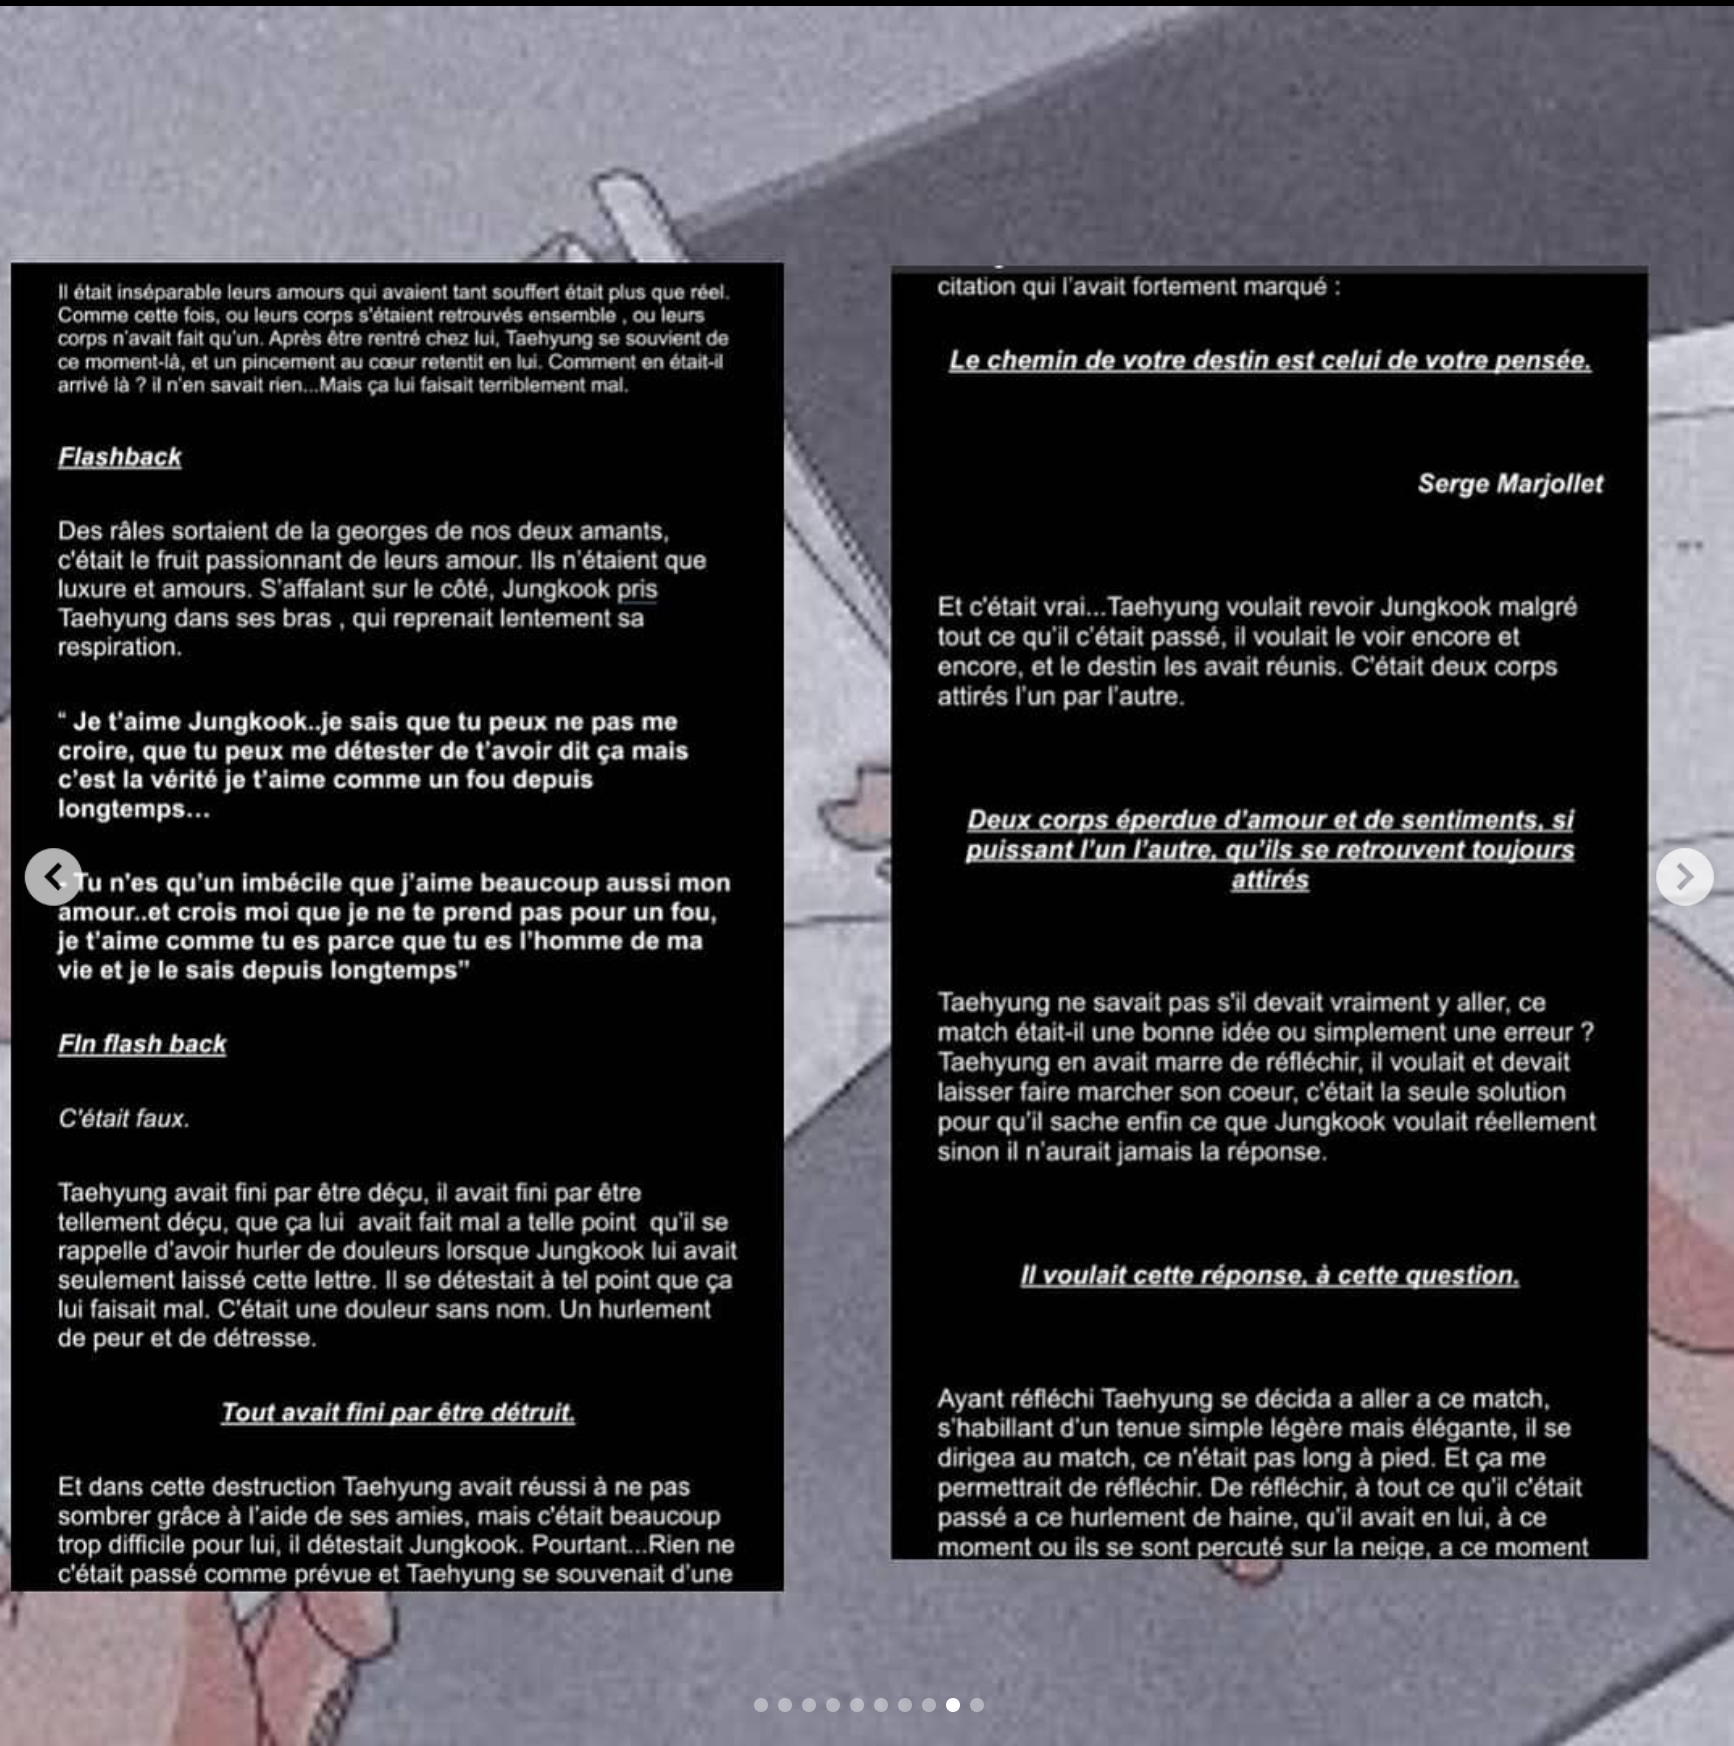 Il était inséparable leurs amours qui avaient tant souffert était plus que réel.
Comme cette fois, ou leurs corps s'étaient retrouvés ensemble , ou leurs
corps n'avait fait qu'un. Après être rentré chez lui, Taehyung se souvient de
ce moment-là, et un pincement au cœur retentit en lui. Comment en était-il
arrivé là ? il n'en savait rien...Mais ça lui faisait terriblement mal.
Flashback
Des râles sortaient de la georges de nos deux amants,
c'était le fruit passionnant de leurs amour. Ils n'étaient que
luxure et amours. S'affalant sur le côté, Jungkook pris
Taehyung dans ses bras , qui reprenait lentement sa
respiration.
“ Je t'aime Jungkook..je sais que tu peux ne pas me
croire, que tu peux me détester de t'avoir dit ça mais
c'est la vérité je t'aime comme un fou depuis
longtemps...
Tu n'es qu'un imbécile que j'aime beaucoup aussi mon
amour..et crois moi que je ne te prend pas pour un fou,
je t'aime comme tu es parce que tu es l'homme de ma
vie et je le sais depuis longtemps”
FIn flash back
C'était faux.
Taehyung avait fini par être déçu, il avait fini par être
tellement déçu, que ça lui  avait fait mal a telle point  qu'il se
rappelle d'avoir hurler de douleurs lorsque Jungkook lui avait
seulement laissé cette lettre. Il se détestait à tel point que ça
lui faisait mal. C'était une douleur sans nom. Un hurlement
de peur et de détresse.
Tout avait fini par être détruit.
Et dans cette destruction Taehyung avait réussi à ne pas
sombrer grâce à l'aide de ses amies, mais c'était beaucoup
trop difficile pour lui, il détestait Jungkook. Pourtant...Rien ne
c'était passé comme prévue et Taehyung se souvenait d'une
citation qui l'avait fortement marqué :
Le chemin de votre destin est celui de votre pensée.
Serge Marjollet
Et c'était vrai...Taehyung voulait revoir Jungkook malgré
tout ce qu'il c'était passé, il voulait le voir encore et
encore, et le destin les avait réunis. C'était deux corps
attirés l'un par l'autre.
Deux corps éperdue d'amour et de sentiments, si
puissant l'un l'autre, qu'ils se retrouvent toujours
attirés
Taehyung ne savait pas s'il devait vraiment y aller, ce
match était-il une bonne idée ou simplement une erreur ?
Taehyung en avait marre de réfléchir, il voulait et devait
laisser faire marcher son coeur, c'était la seule solution
pour qu'il sache enfin ce que Jungkook voulait réellement
sinon il n'aurait jamais la réponse.
Il voulait cette réponse, à cette question.
Ayant réfléchi Taehyung se décida a aller a ce match,
s'habillant d'un tenue simple légère mais élégante, il se
dirigea au match, ce n'était pas long à pied. Et ça me
permettrait de réfléchir. De réfléchir, à tout ce qu'il c'était
passé a ce hurlement de haine, qu'il avait en lui, à ce
moment ou ils se sont percuté sur la neige, a ce moment